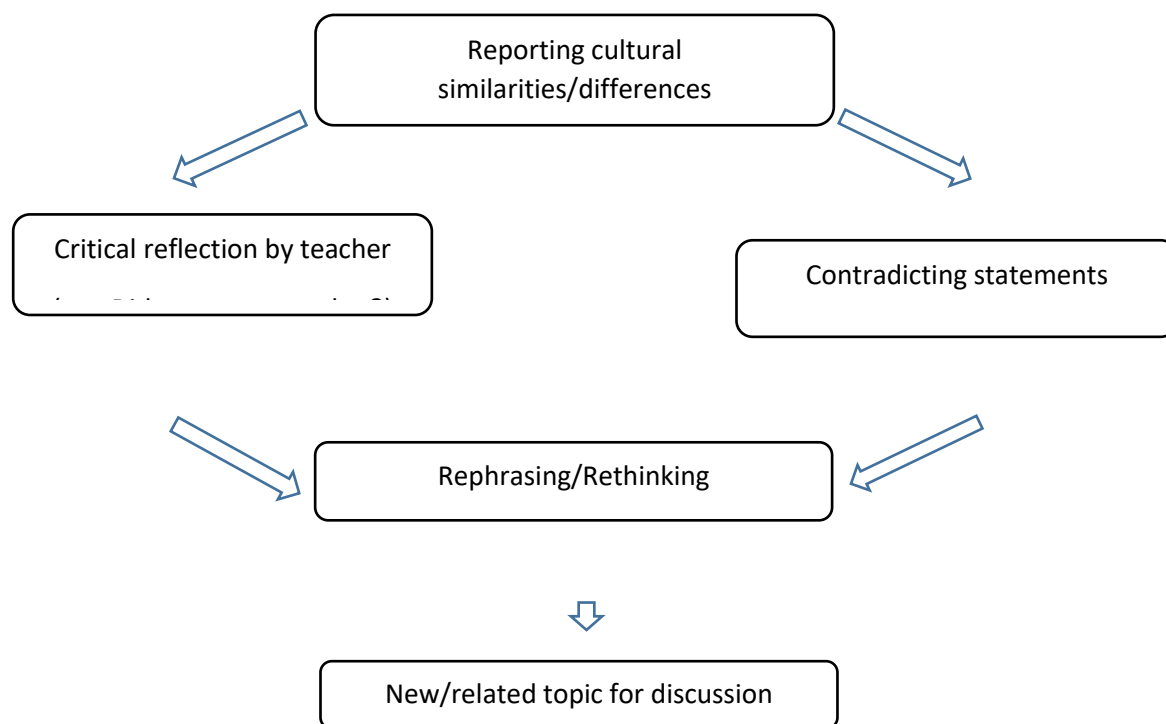 Reporting cultural
similarities/differences
Critical reflection by teacher
Contradicting statements
Rephrasing/Rethinking
New/related topic for discussion